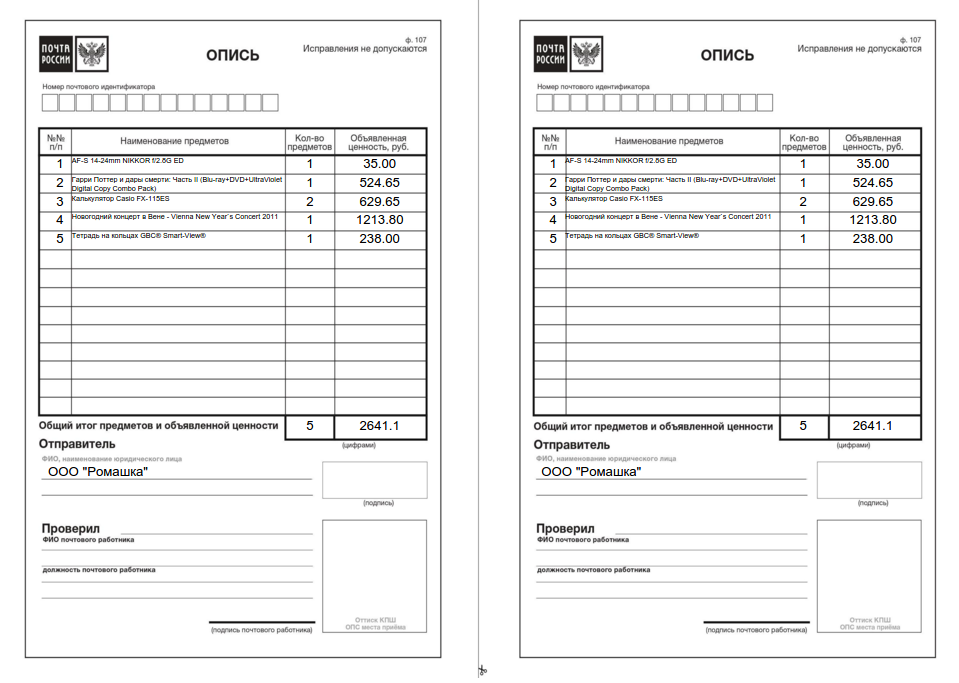 ПОЧТА
РОССИИ
ОПИСЬ
ф. 107
Исправления не допускаются
Номер почтового идентификатора
№№ п/п Наименование предметов Кол-во предметов Объявленная ценность, руб.
1 AF-S 14-24mm NIKKOR f/2.8G ED 1 35.00
2 Гарри Поттер и дары смерти: Часть II (Blu-ray+DVD+UltraViolet 1 524.65
Digital Copy Combo Pack)
3 Калькулятор Casio FX-115ES 2 629.65
4 Новогодний концерт в Вене - Vienna New Year`s Concert 2011 1 1213.80
5 Тетрадь на кольцах GBC® Smart-View® 1 238.00
Общий итог предметов и объявленной ценности 5 2641.1
(цифрами)
Отправитель
ФИО, наименование юридического лица
ООО "Ромашка"
(подпись)
Проверил
ФИО почтового работника
должность почтового работника
(подпись почтового работника)
Оттиск КПШ
ОПС места приёма
ПОЧТА
РОССИИ
ОПИСЬ
ф. 107
Исправления не допускаются
Номер почтового идентификатора
№№ п/п Наименование предметов Кол-во предметов Объявленная ценность, руб.
1 AF-S 14-24mm NIKKOR f/2.8G ED 1 35.00
2 Гарри Поттер и дары смерти: Часть II (Blu-ray+DVD+UltraViolet 1 524.65
Digital Copy Combo Pack)
3 Калькулятор Casio FX-115ES 2 629.65
4 Новогодний концерт в Вене - Vienna New Year`s Concert 2011 1 1213.80
5 Тетрадь на кольцах GBC® Smart-View® 1 238.00
Общий итог предметов и объявленной ценности 5 2641.1
(цифрами)
Отправитель
ФИО, наименование юридического лица
ООО "Ромашка"
(подпись)
Проверил
ФИО почтового работника
должность почтового работника
(подпись почтового работника)
Оттиск КПШ
ОПС места приёма